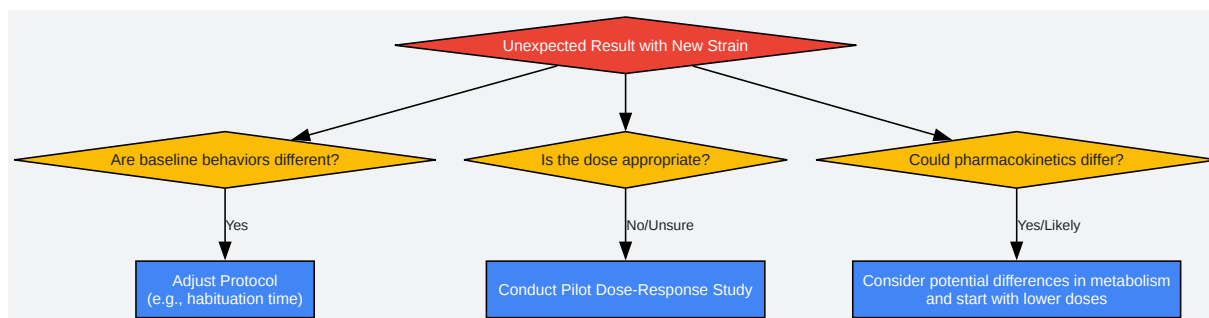 Unexpected Result with New Strain
Are baseline behaviors different?
Is the dose appropriate?
Could pharmacokinetics differ?
Yes
No/Unsure
Yes/Likely
Adjust Protocol
(e.g., habituation time)
Conduct Pilot Dose-Response Study
Consider potential differences in metabolism
and start with lower doses